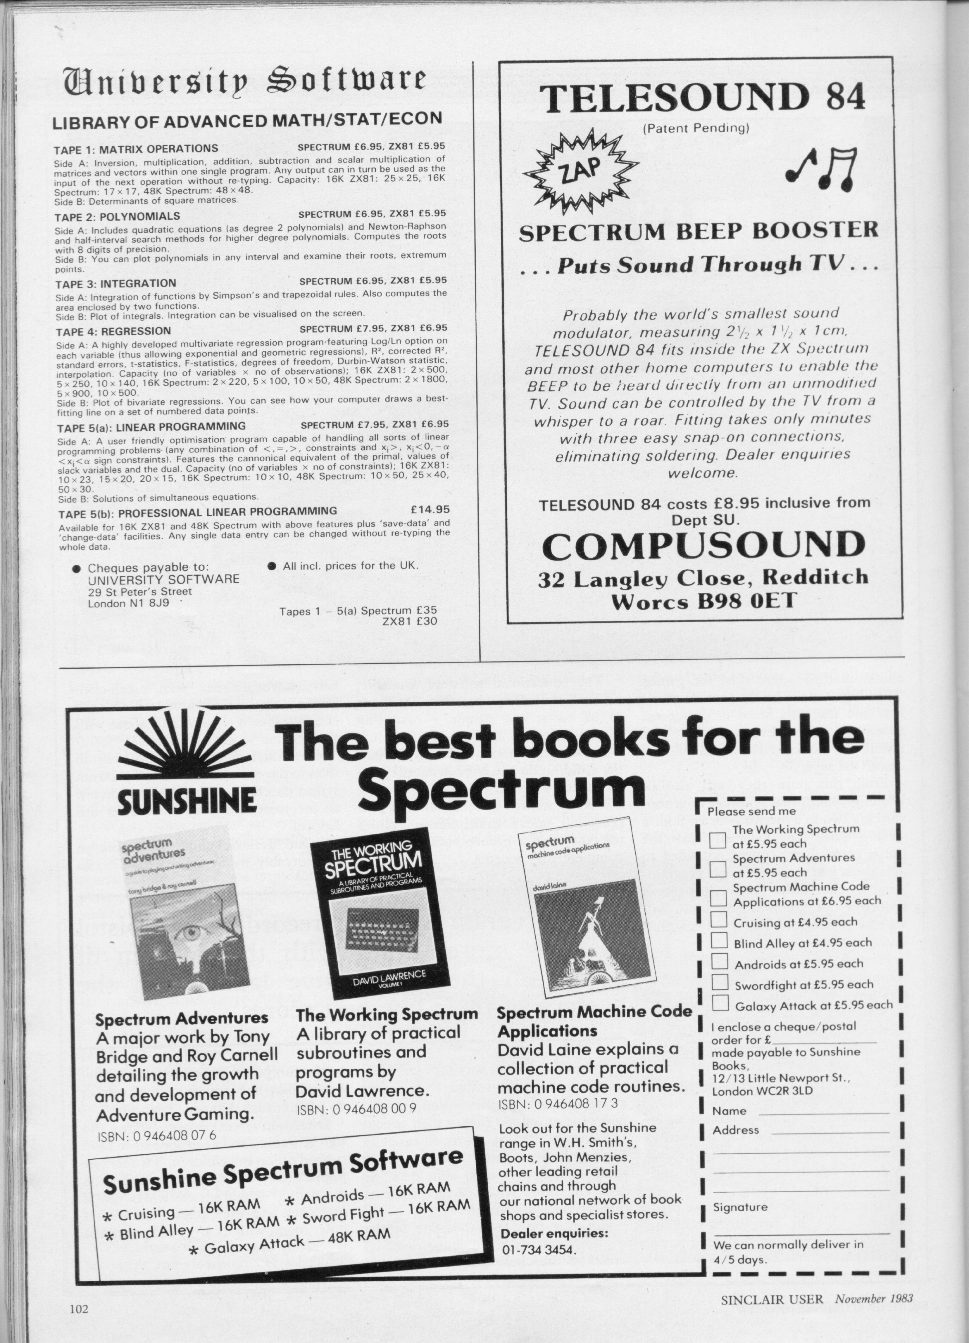 University Software
LIBRARY OF ADVANCED MATH/STAT/ECON
TAPE 1: MATRIX OPERATIONS SPECTRUM £6.95, ZX81 £5.95
Side A: Inversion, multiplication, addition, subtraction and scalar multiplication of
matrices and vectors within one single program. Any output can in turn be used as the
input of the next operation without re-typing. Capacity: 16K ZX81: 25×25, 16K
Spectrum: 17×17, 48K Spectrum: 48×48.
Side B: Determinants of square matrices.
TAPE 2: POLYNOMIALS SPECTRUM £6.95, ZX81 £5.95
Side A: Includes quadratic equations (as degree 2 polynomials) and Newton-Raphson
and half-interval search methods for higher degree polynomials. Computes the roots
with 8 digits of precision.
Side B: You can plot polynomials in any interval and examine their roots, extremum
points.
TAPE 3: INTEGRATION SPECTRUM £6.95, ZX81 £5.95
Side A: Integration of functions by Simpson's and trapezoidal rules. Also computes the
area enclosed by two functions.
Side B: Plot of integrals. Integration can be visualised on the screen.
TAPE 4: REGRESSION SPECTRUM £7.95, ZX81 £6.95
Side A: A highly developed multivariate regression program featuring Log/Ln option on
each variable (thus allowing exponential and geometric regressions), R², corrected R²,
standard errors, t-statistics, F-statistics, degrees of freedom, Durbin-Watson statistic,
interpolation. Capacity (no of variables × no of observations); 16K ZX81: 2×500,
5×250, 10×140, 16K Spectrum: 2×220, 5×100, 10×50, 48K Spectrum: 2×1800,
5×900, 10×500.
Side B: Plot of bivariate regressions. You can see how your computer draws a best-
fitting line on a set of numbered data points.
TAPE 5(a): LINEAR PROGRAMMING SPECTRUM £7.95, ZX81 £6.95
Side A: A user friendly optimisation program capable of handling all sorts of linear
programming problems (any combination of <,=,>, constraints and xⱼ>, xⱼ<0, −α
<xⱼ<α sign constraints). Features the cannonical equivalent of the primal, values of
slack variables and the dual. Capacity (no of variables × no of constraints); 16K ZX81:
10×23, 15×20, 20×15, 16K Spectrum: 10×10, 48K Spectrum: 10×50, 25×40,
50×30.
Side B: Solutions of simultaneous equations.
TAPE 5(b): PROFESSIONAL LINEAR PROGRAMMING £14.95
Available for 16K ZX81 and 48K Spectrum with above features plus 'save-data' and
'change-data' facilities. Any single data entry can be changed without re-typing the
whole data.
● Cheques payable to:
UNIVERSITY SOFTWARE
29 St Peter's Street
London N1 8J9
● All incl. prices for the UK.
Tapes 1 – 5(a) Spectrum £35
ZX81 £30
TELESOUND 84
(Patent Pending)
ZAP
SPECTRUM BEEP BOOSTER
... Puts Sound Through TV...
Probably the world's smallest sound
modulator, measuring 2½ x 1½ x 1cm,
TELESOUND 84 fits inside the ZX Spectrum
and most other home computers to enable the
BEEP to be heard directly from an unmodified
TV. Sound can be controlled by the TV from a
whisper to a roar. Fitting takes only minutes
with three easy snap-on connections,
eliminating soldering. Dealer enquiries
welcome.
TELESOUND 84 costs £8.95 inclusive from
Dept SU.
COMPUSOUND
32 Langley Close, Redditch
Worcs B98 0ET
SUNSHINE
The best books for the
Spectrum
spectrum
adventures
a guide to playing and writing adventures
tony bridge & roy carnell
THE WORKING
SPECTRUM
A LIBRARY OF PRACTICAL
SUBROUTINES AND PROGRAMS
DAVID LAWRENCE
VOLUME 1
spectrum
machine code applications
david laine
Spectrum Adventures
A major work by Tony
Bridge and Roy Carnell
detailing the growth
and development of
Adventure Gaming.
ISBN: 0 946408 07 6
The Working Spectrum
A library of practical
subroutines and
programs by
David Lawrence.
ISBN: 0 946408 00 9
Spectrum Machine Code
Applications
David Laine explains a
collection of practical
machine code routines.
ISBN: 0 946408 17 3
Look out for the Sunshine
range in W.H. Smith's,
Boots, John Menzies,
other leading retail
chains and through
our national network of book
shops and specialist stores.
Dealer enquiries:
01-734 3454.
Sunshine Spectrum Software
* Cruising — 16K RAM * Androids — 16K RAM
* Blind Alley — 16K RAM * Sword Fight — 16K RAM
* Galaxy Attack — 48K RAM
Please send me
The Working Spectrum
at £5.95 each
Spectrum Adventures
at £5.95 each
Spectrum Machine Code
Applications at £6.95 each
Cruising at £4.95 each
Blind Alley at £4.95 each
Androids at £5.95 each
Swordfight at £5.95 each
Galaxy Attack at £5.95 each
I enclose a cheque/postal
order for £
made payable to Sunshine
Books,
12/13 Little Newport St.,
London WC2R 3LD
Name
Address
Signature
We can normally deliver in
4/5 days.
102
SINCLAIR USER November 1983